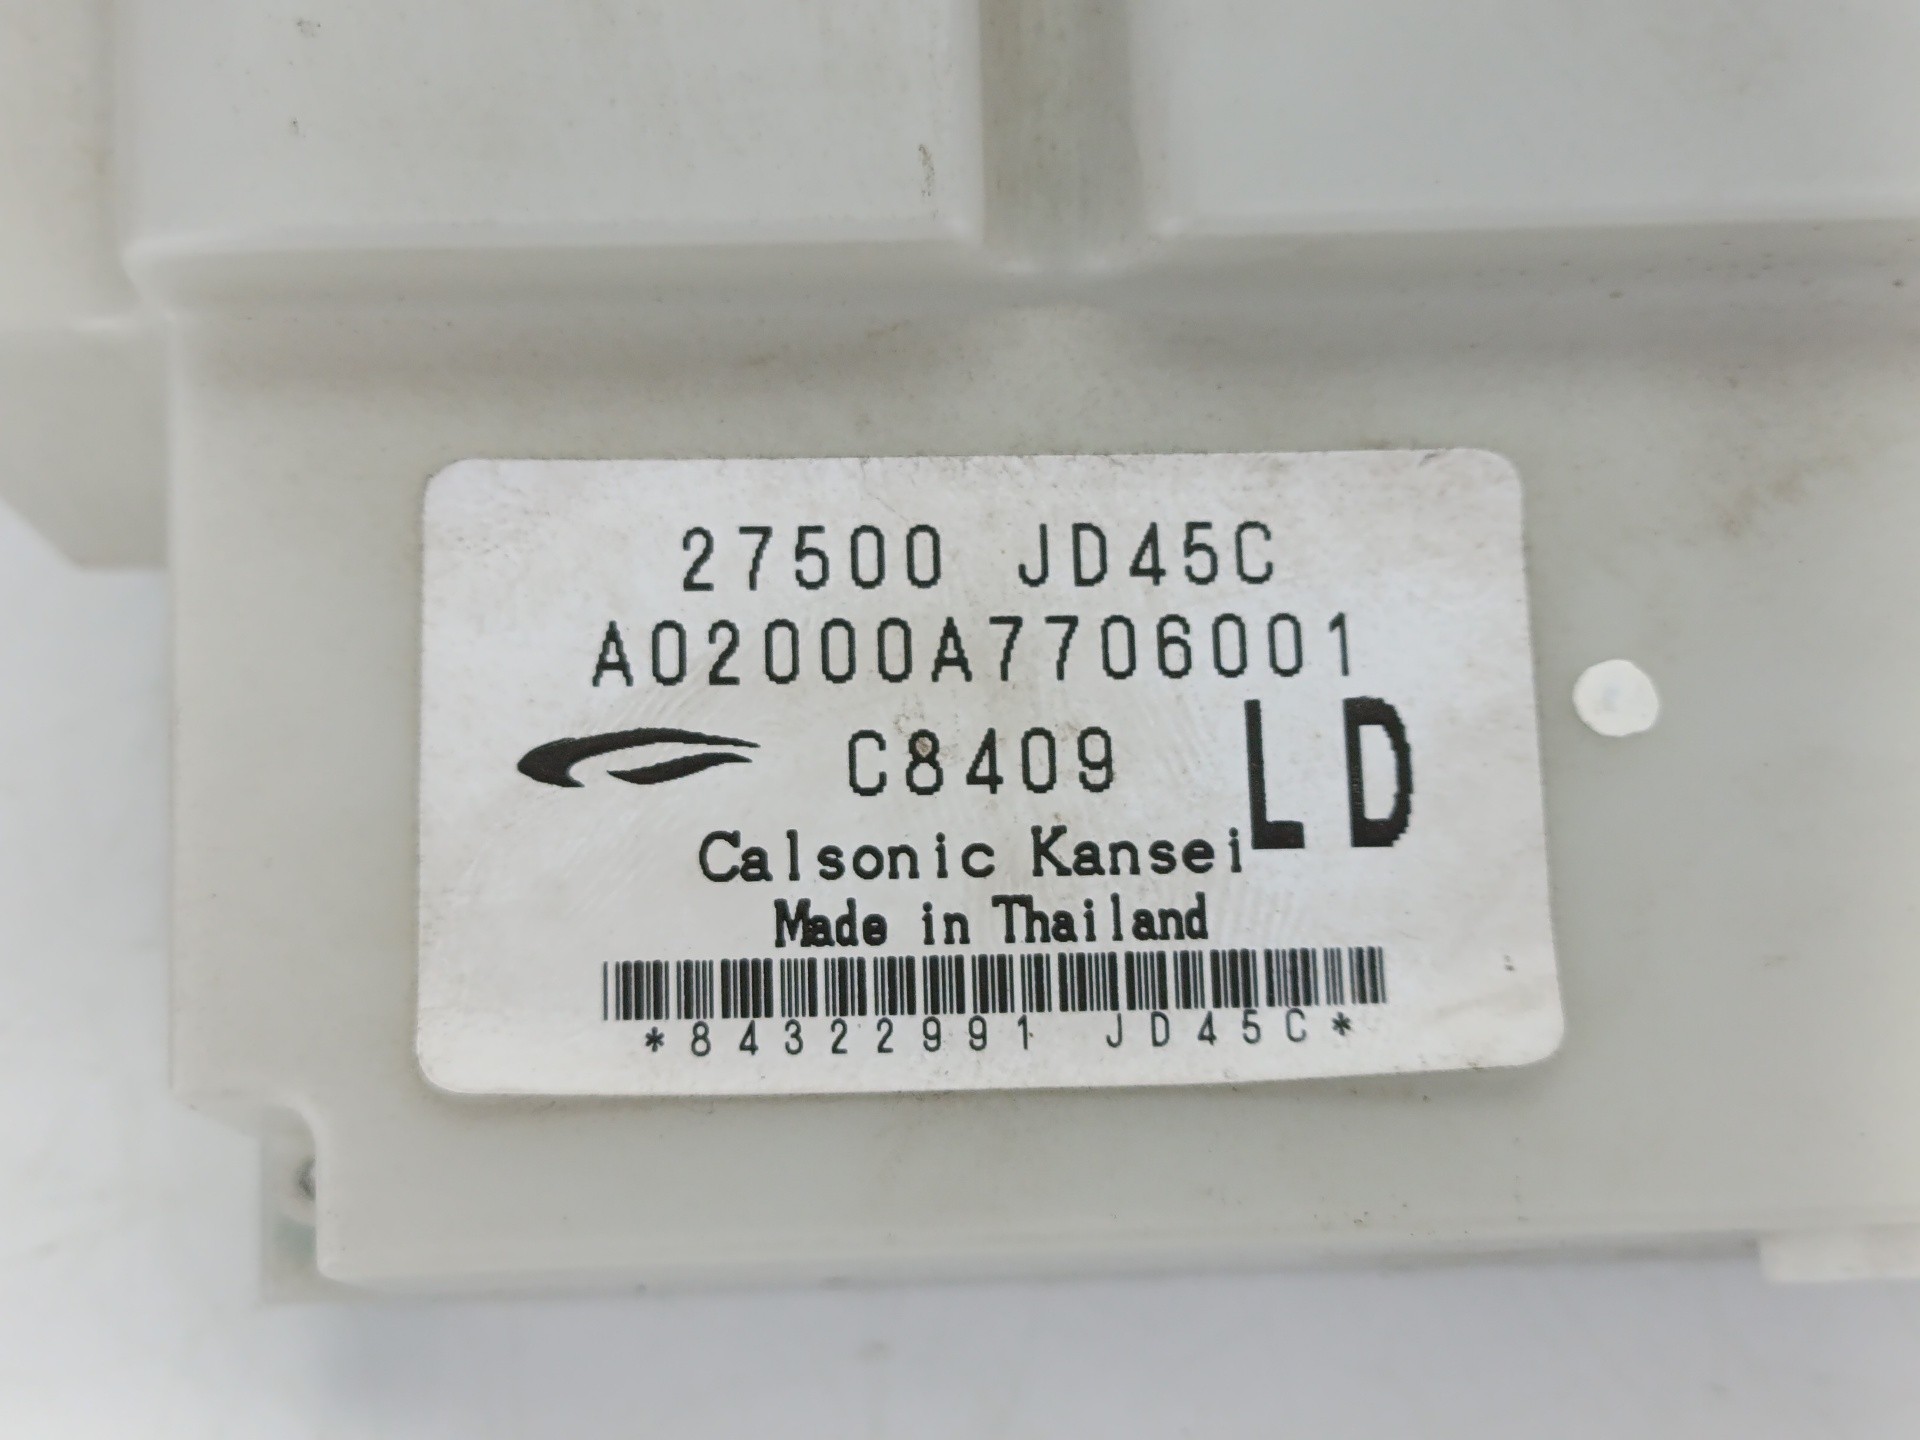 27500 JD45C
A02000A7706001
C8409 LD
Calsonic Kansei
Made in Thailand
*84322991 JD45C*